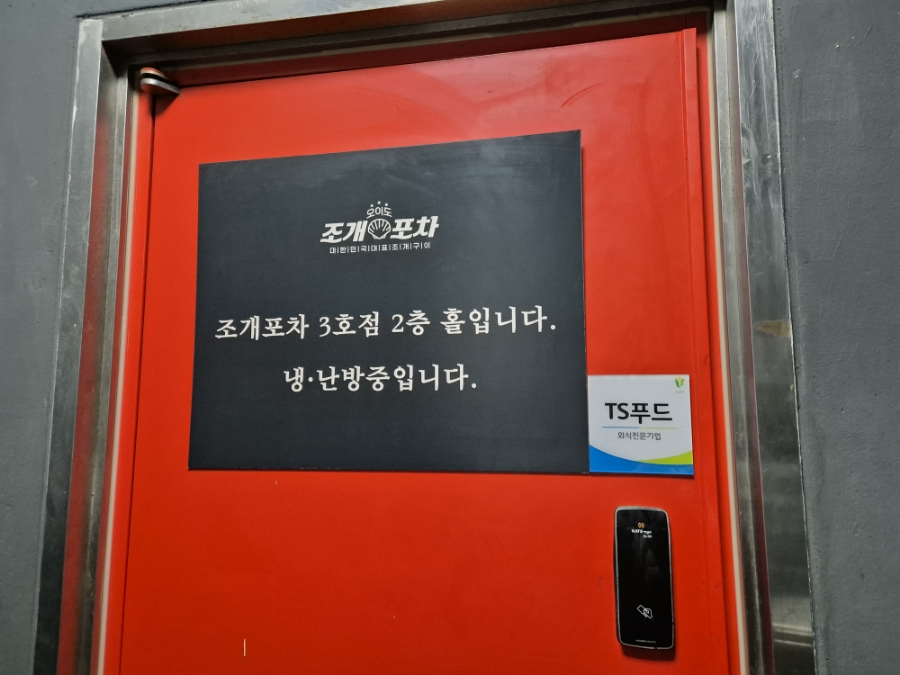 오이도
조개포차
대|한|민|국|대|표|조|개|구|이
조개포차 3호점 2층 홀입니다.
냉·난방중입니다.
TS푸드
외식전문기업